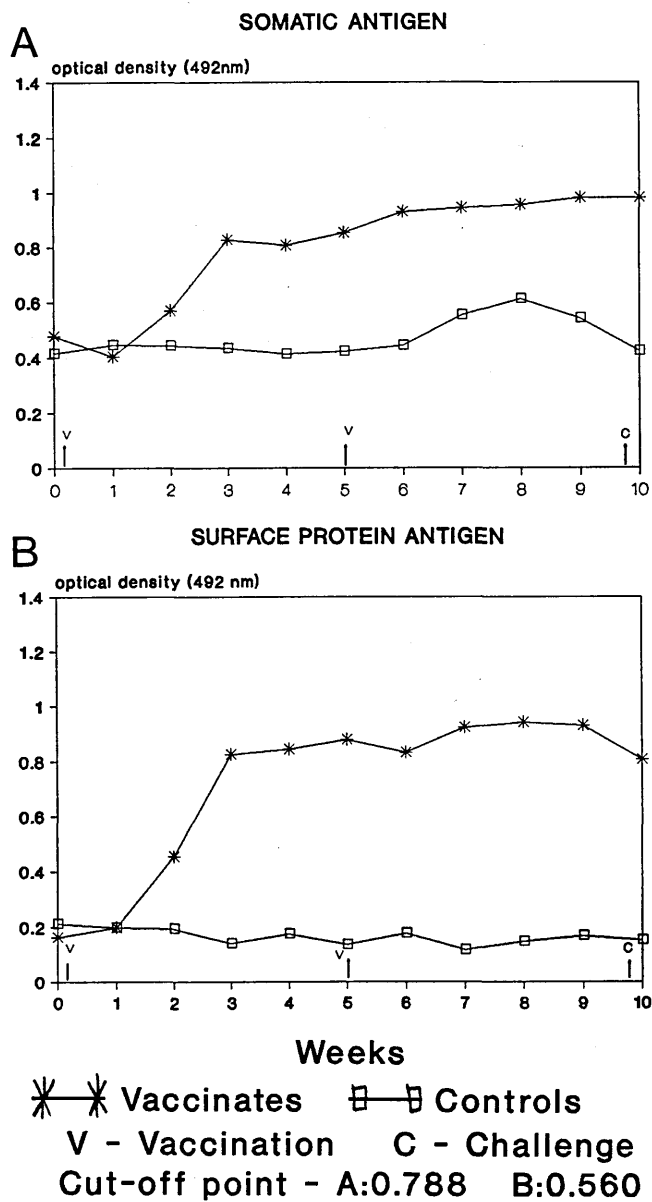 A
SOMATIC ANTIGEN
optical density (492nm)
1.4
1.2
1
0.8
0.6
0.4
0.2
0
V
V
C
0 1 2 3 4 5 6 7 8 9 10
B
SURFACE PROTEIN ANTIGEN
optical density (492 nm)
1.4
1.2
1
0.8
0.6
0.4
0.2
0
V
V
C
0 1 2 3 4 5 6 7 8 9 10
Weeks
Vaccinates Controls
V - Vaccination C - Challenge
Cut-off point - A:0.788 B:0.560